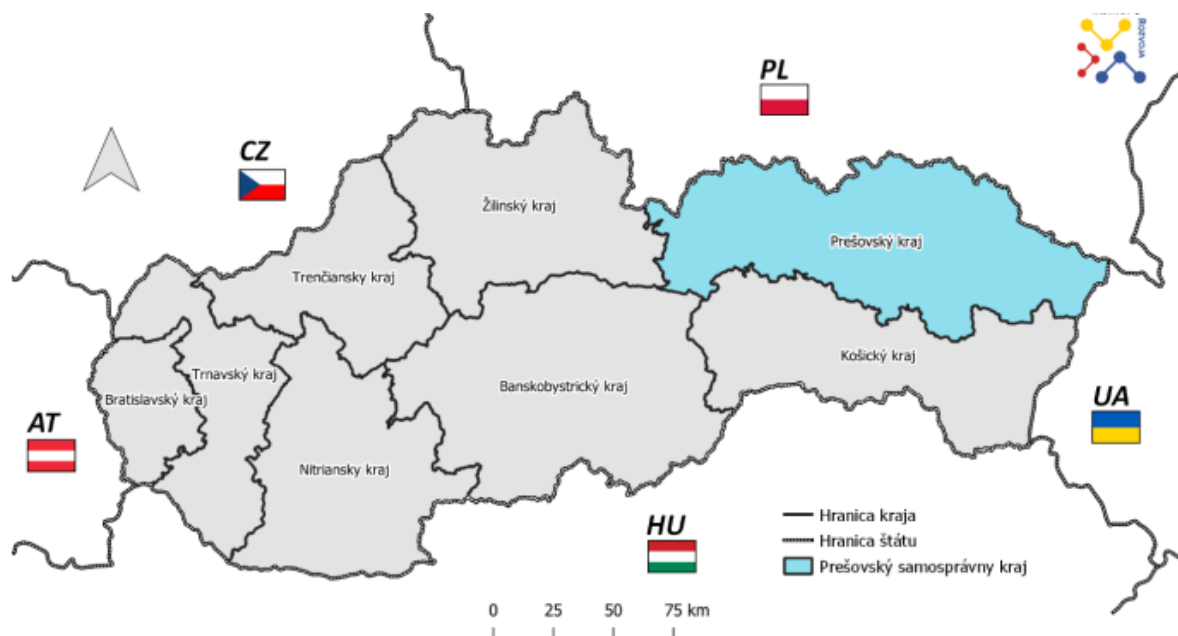 Rozvoja
PL
CZ
Žilinský kraj
Prešovský kraj
Trenčiansky kraj
Košický kraj
Trnavský kraj
Banskobystrický kraj
Bratislavský kraj
AT
UA
Nitriansky kraj
HU
Hranica kraja
Hranica štátu
Prešovský samosprávny kraj
0 25 50 75 km